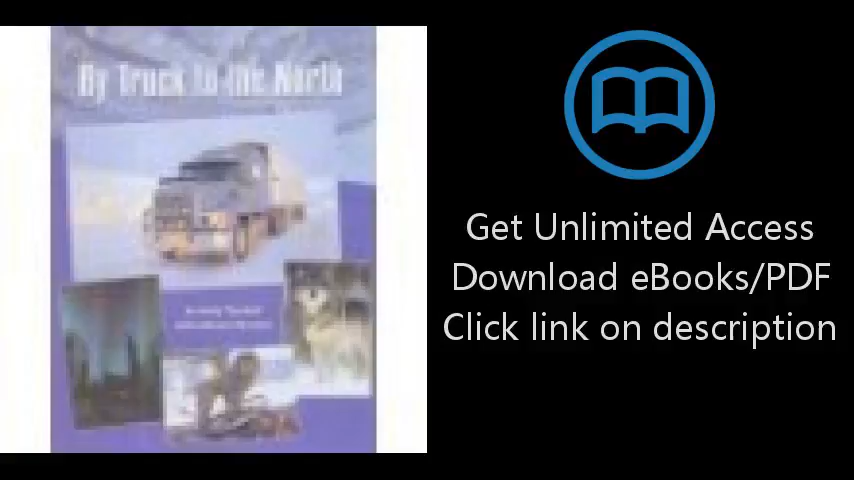 By Truck to the North
Get Unlimited Access
Download eBooks/PDF
Click link on description